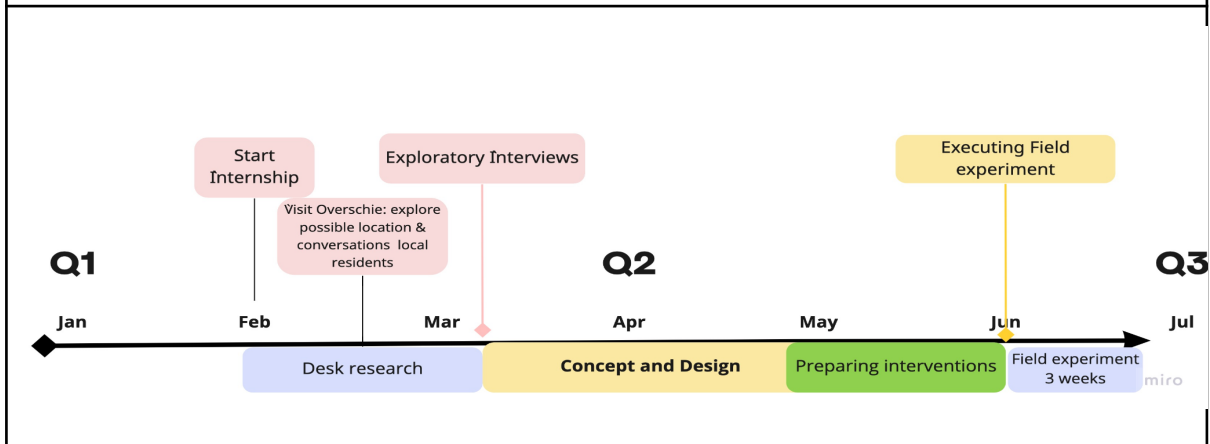 Start
Internship
Exploratory Interviews
Executing Field
experiment
Visit Overschie: explore
possible location &
conversations local
residents
Q1
Q2
Q3
Jan
Feb
Mar
Apr
May
Jun
Jul
Desk research
Concept and Design
Preparing interventions
Field experiment
3 weeks
miro